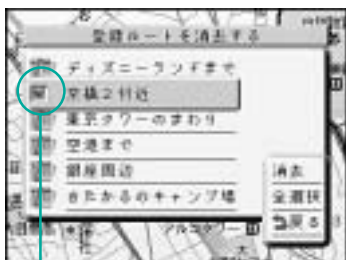 登録ルートを消去する
ディズニーランドまで
京橋2付近
東京タワーのまわり
空港まで
銀座周辺
きたかるのキャンプ場
消去
全選択
戻る